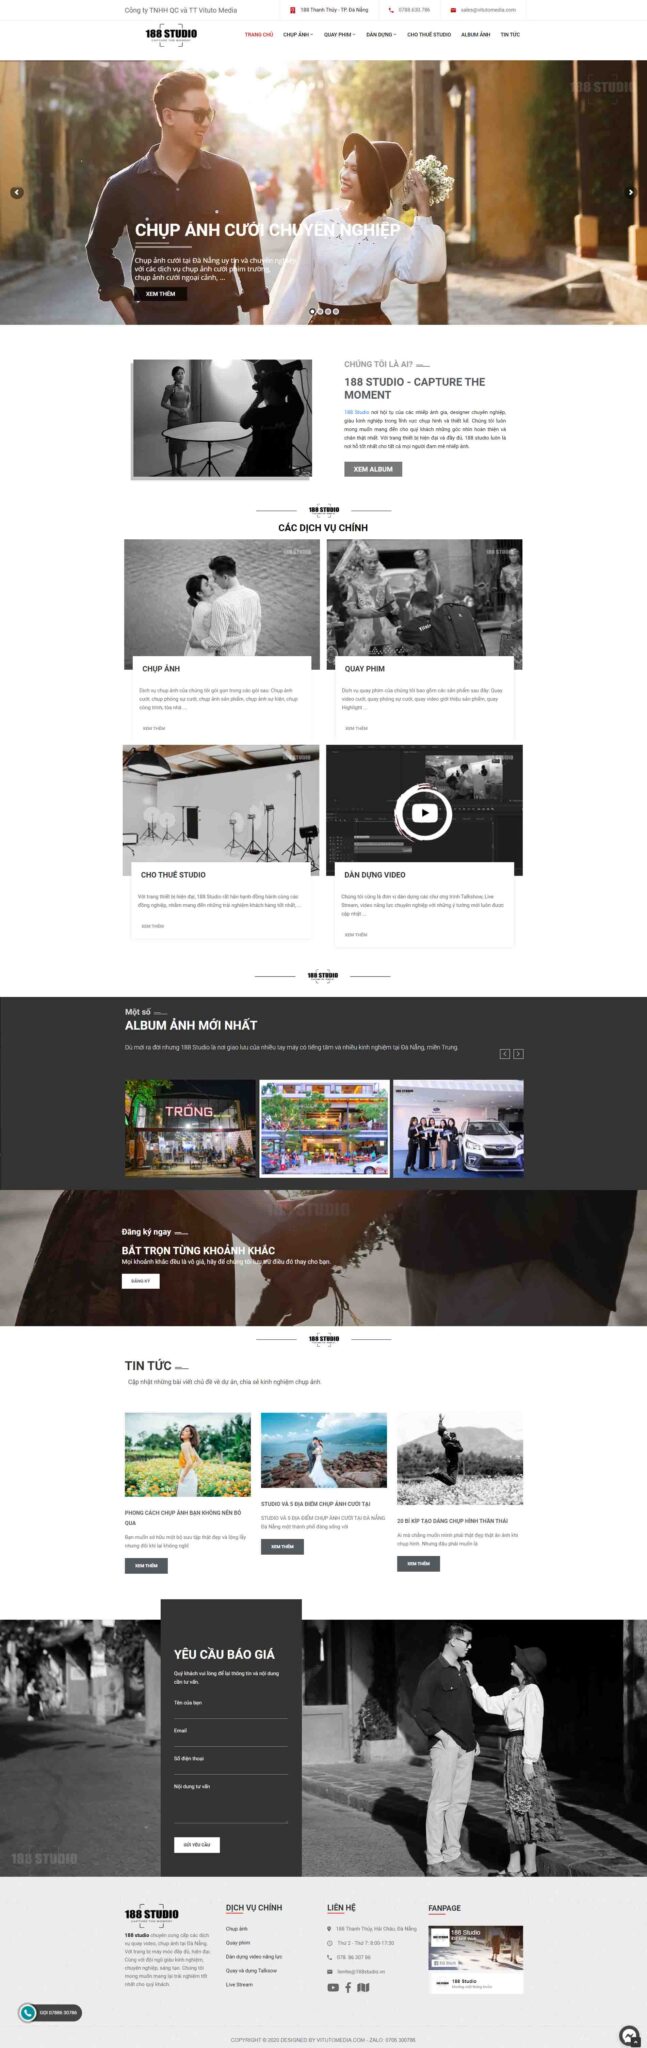 Công ty TNHH QC và TT Vituto Media
188 Thanh Thủy - TP. Đà Nẵng
0788.630.786
sales@vitutomedia.com
188 STUDIO
CAPTURE THE MOMENT
TRANG CHỦ
CHỤP ẢNH
QUAY PHIM
DÀN DỰNG
CHO THUÊ STUDIO
ALBUM ẢNH
TIN TỨC
188 STUDIO
CHỤP ẢNH CƯỚI CHUYÊN NGHIỆP
Chụp ảnh cưới tại Đà Nẵng uy tín và chuyên nghiệp
với các dịch vụ chụp ảnh cưới phim trường,
chụp ảnh cưới ngoại cảnh, ...
XEM THÊM
CHÚNG TÔI LÀ AI?
188 STUDIO - CAPTURE THE
MOMENT
188 Studio nơi hội tụ của các nhiếp ảnh gia, designer chuyên nghiệp,
giàu kinh nghiệm trong lĩnh vực chụp hình và thiết kế. Chúng tôi luôn
mong muốn mang đến cho quý khách những góc nhìn hoàn thiện và
chân thật nhất. Với trang thiết bị hiện đại và đầy đủ, 188 studio luôn là
nơi hỗ tốt nhất cho tất cả mọi người đam mê nhiếp ảnh.
XEM ALBUM
188 STUDIO
CÁC DỊCH VỤ CHÍNH
188 STUDIO
188 STUDIO
CHỤP ẢNH
Dịch vụ chụp ảnh của chúng tôi gói gọn trong các gói sau: Chụp ảnh
cưới, chụp phóng sự cưới, chụp ảnh sản phẩm, chụp ảnh sự kiện, chụp
công trình, tòa nhà ...
XEM THÊM
QUAY PHIM
Dịch vụ quay phim của chúng tôi bao gồm các sản phẩm sau đây: Quay
video cưới, quay phóng sự cưới, quay video giới thiệu sản phẩm, quay
Highlight ...
XEM THÊM
188 STUDIO
CHO THUÊ STUDIO
Với trang thiết bị hiện đại, 188 Studio rất hân hạnh đồng hành cùng các
đồng nghiệp, nhằm mang đến những trải nghiệm khách hàng tốt nhất, ...
XEM THÊM
DÀN DỰNG VIDEO
Chúng tôi cũng là đơn vị dàn dựng các chương trình Talkshow, Live
Stream, video năng lực chuyên nghiệp với những ý tưởng mới luôn được
cập nhật ...
XEM THÊM
188 STUDIO
Một số
ALBUM ẢNH MỚI NHẤT
Dù mới ra đời nhưng 188 Studio là nơi giao lưu của nhiều tay máy có tiếng tăm và nhiều kinh nghiệm tại Đà Nẵng, miền Trung.
TRỐNG
188 STUDIO
Đăng ký ngay
BẮT TRỌN TỪNG KHOẢNH KHẮC
Mọi khoảnh khắc đều là vô giá, hãy để chúng tôi lưu trữ điều đó thay cho bạn.
ĐĂNG KÝ
188 STUDIO
TIN TỨC
Cập nhật những bài viết chủ đề về dự án, chia sẻ kinh nghiệm chụp ảnh.
PHONG CÁCH CHỤP ẢNH BẠN KHÔNG NÊN BỎ
QUA
Bạn muốn sở hữu một bộ sưu tập thật đẹp và lộng lẫy
nhưng đôi khi lại không nghĩ
XEM THÊM
STUDIO VÀ 5 ĐỊA ĐIỂM CHỤP ẢNH CƯỚI TẠI
STUDIO VÀ 5 ĐỊA ĐIỂM CHỤP ẢNH CƯỚI TẠI ĐÀ NẴNG
Đà Nẵng một thành phố đáng sống với
XEM THÊM
20 BÍ KÍP TẠO DÁNG CHỤP HÌNH THẦN THÁI
Ai mà chẳng muốn mình phải thật đẹp thật ăn ảnh khi
chụp hình. Nhưng đâu phải muốn là
XEM THÊM
YÊU CẦU BÁO GIÁ
Quý khách vui lòng để lại thông tin và nội dung
cần tư vấn.
Tên của bạn
Email
Số điện thoại
Nội dung tư vấn
GỬI YÊU CẦU
188 STUDIO
188 STUDIO
CAPTURE THE MOMENT
188 studio chuyên cung cấp các dịch
vụ quay video, chụp ảnh tại Đà Nẵng.
Với trang bị máy móc đầy đủ, hiện đại.
Cùng với đội ngũ giàu kinh nghiệm,
chuyên nghiệp, sáng tạo. Chúng tôi
mong muốn mang lại trải nghiệm tốt
nhất cho quý khách.
DỊCH VỤ CHÍNH
Chụp ảnh
Quay phim
Dàn dựng video năng lực
Quay và dựng Talksow
Live Stream
LIÊN HỆ
188 Thanh Thủy, Hải Châu, Đà Nẵng
Thứ 2 - Thứ 7: 8:00-17:30
078. 86 307 86
lienhe@188studio.vn
FANPAGE
188 Studio
188 Studio
GỌI 07886 30786
COPYRIGHT © 2020 DESIGNED BY VITUTOMEDIA.COM - ZALO: 0706 300786